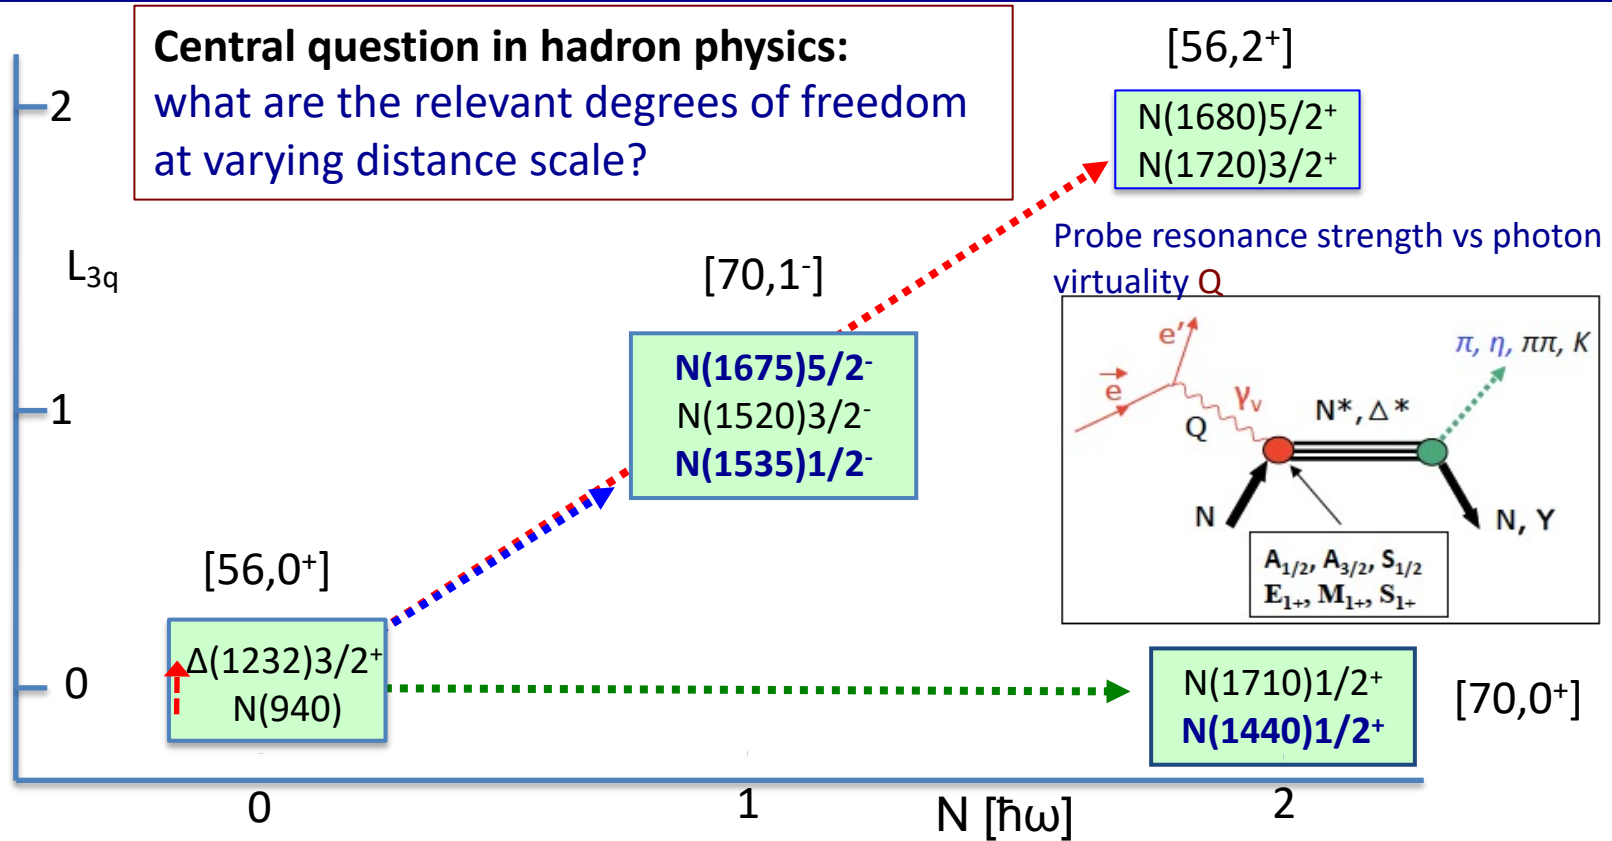 Central question in hadron physics:
what are the relevant degrees of freedom
at varying distance scale?
[56,2⁺]
2
N(1680)5/2⁺
N(1720)3/2⁺
Probe resonance strength vs photon
virtuality Q
L₃q
[70,1⁻]
N(1675)5/2⁻
N(1520)3/2⁻
N(1535)1/2⁻
1
e'
π, η, ππ, K
e⃗
γᵥ
N*, Δ*
Q
N
N, Y
A₁/₂, A₃/₂, S₁/₂
E₁₊, M₁₊, S₁₊
[56,0⁺]
Δ(1232)3/2⁺
N(940)
0
N(1710)1/2⁺
N(1440)1/2⁺
[70,0⁺]
0
1
N [ħω]
2